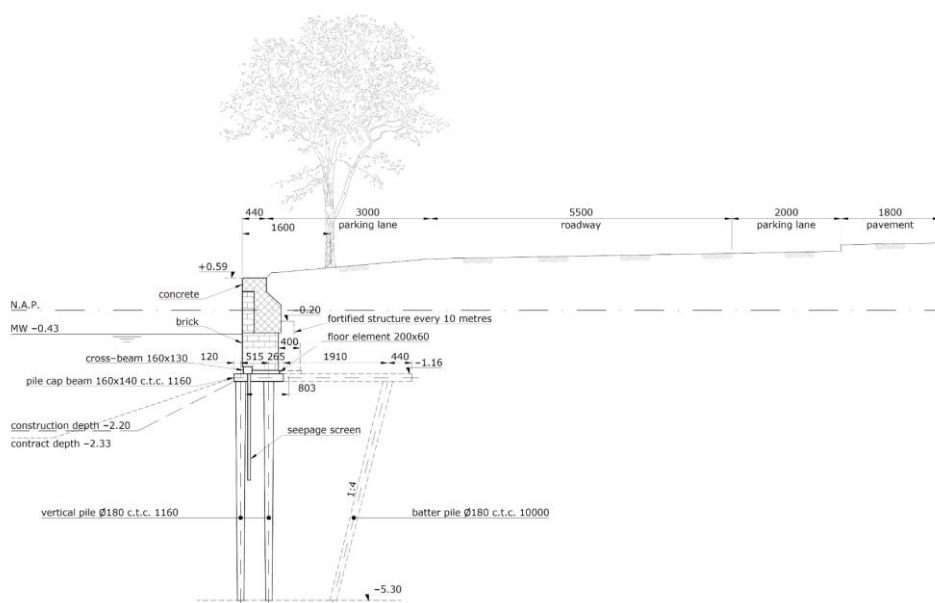 440
3000
5500
2000
1800
parking lane
roadway
parking lane
pavement
1600
+0.59
concrete
N.A.P.
-0.20
fortified structure every 10 metres
MW -0.43
brick
floor element 200x60
400
cross-beam 160x130
120
515
265
1910
440
-1.16
pile cap beam 160x140 c.t.c. 1160
803
construction depth -2.20
seepage screen
contract depth -2.33
1:4
vertical pile Ø180 c.t.c. 1160
batter pile Ø180 c.t.c. 10000
-5.30